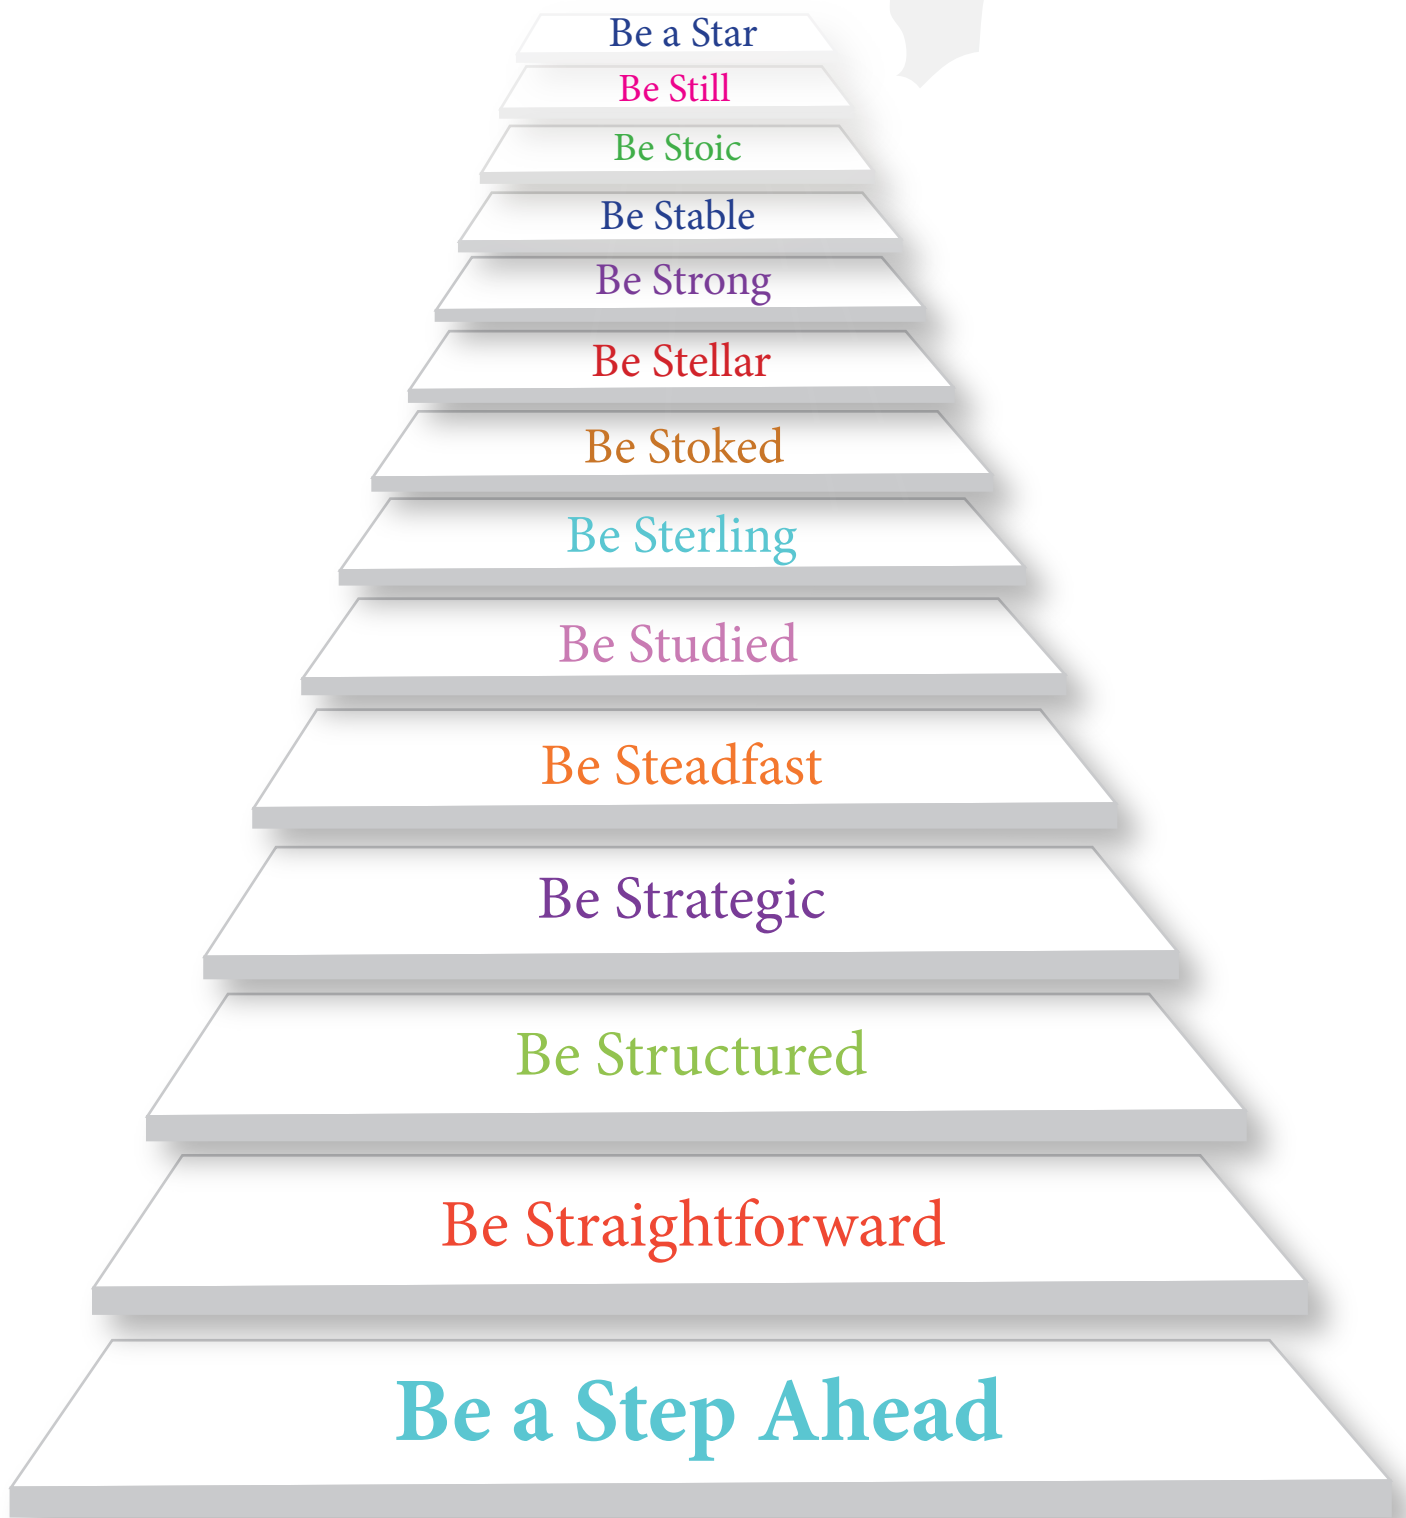 Be a Star
Be Still
Be Stoic
Be Stable
Be Strong
Be Stellar
Be Stoked
Be Sterling
Be Studied
Be Steadfast
Be Strategic
Be Structured
Be Straightforward
Be a Step Ahead